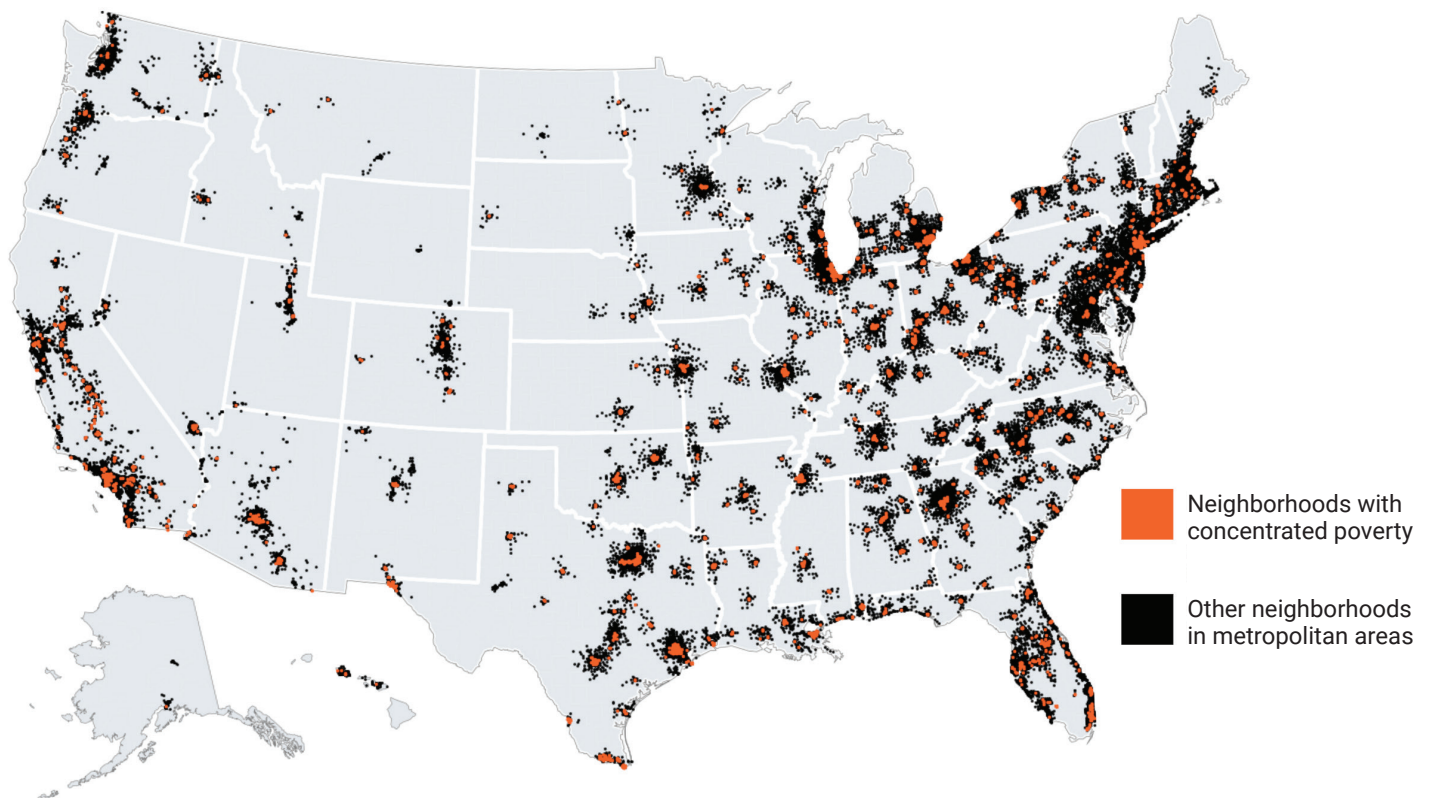 Neighborhoods with
concentrated poverty
Other neighborhoods
in metropolitan areas